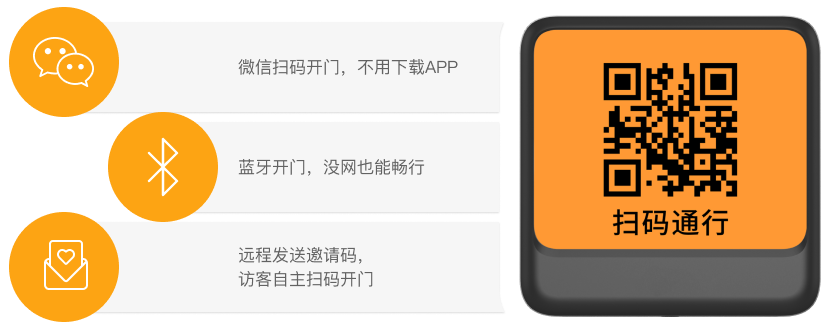 微信扫码开门，不用下载APP
蓝牙开门，没网也能畅行
远程发送邀请码，
访客自主扫码开门
扫码通行